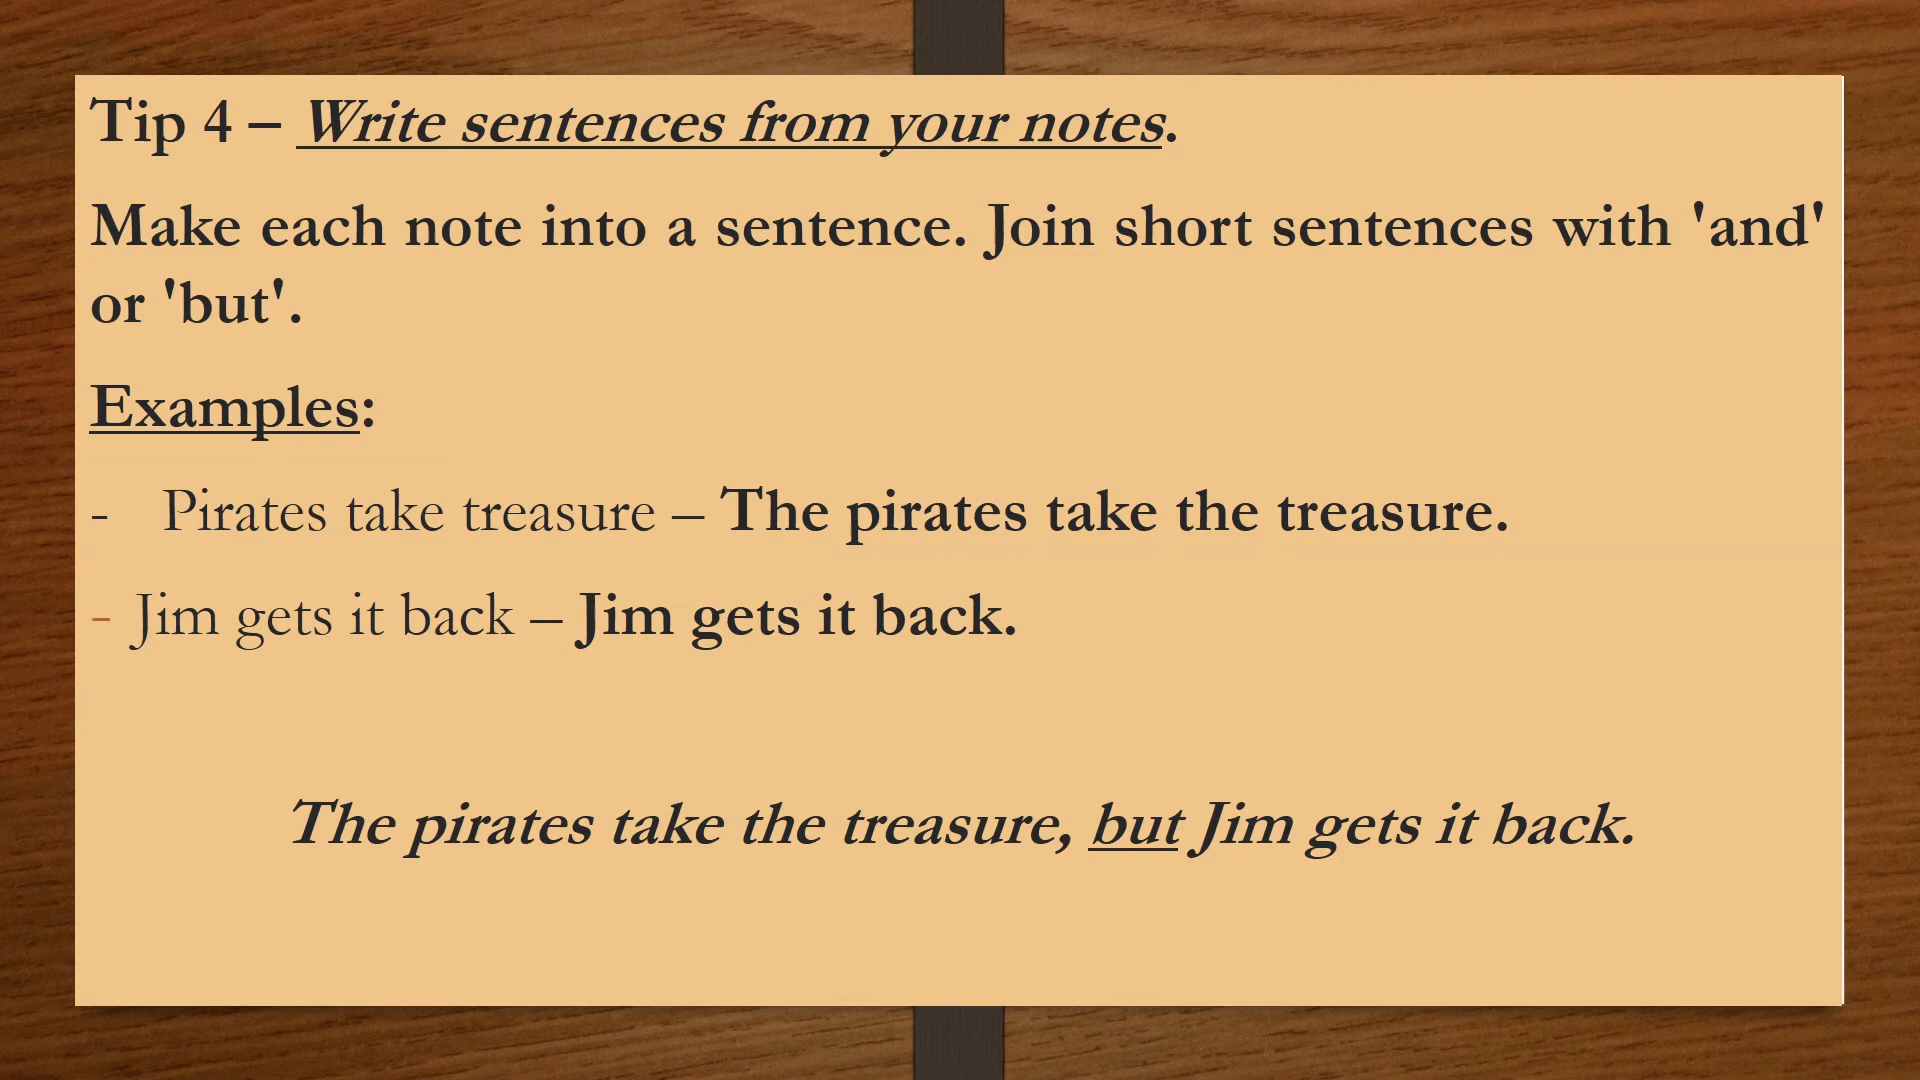 Tip 4 – Write sentences from your notes.
Make each note into a sentence. Join short sentences with 'and'
or 'but'.
Examples:
- Pirates take treasure – The pirates take the treasure.
- Jim gets it back – Jim gets it back.
The pirates take the treasure, but Jim gets it back.